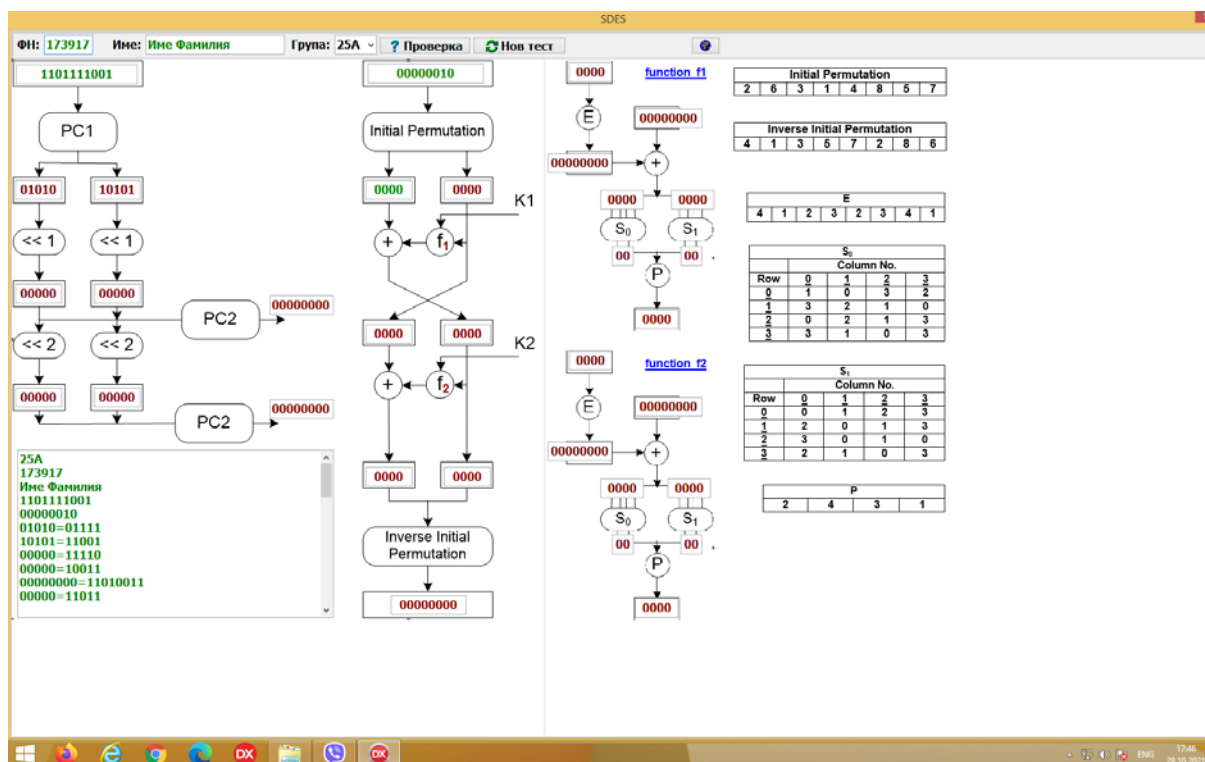 SDES
ФН: 173917 Име: Име Фамилия Група: 25А ? Проверка Нов тест
1101111001
PC1
01010 10101
<< 1 << 1
00000 00000
PC2 00000000
<< 2 << 2
00000 00000
PC2 00000000
25А
173917
Име Фамилия
1101111001
00000010
01010=01111
10101=11001
00000=11110
00000=10011
00000000=11010011
00000=11011
00000010
Initial Permutation
0000 0000
K1
+ f1
0000 0000
K2
+ f2
0000 0000
Inverse Initial
Permutation
00000000
0000 function f1
E 00000000
00000000 +
0000 0000
S0 S1
00 00
P
0000
0000 function f2
E 00000000
00000000 +
0000 0000
S0 S1
00 00
P
0000
Initial Permutation
2 6 3 1 4 8 5 7
Inverse Initial Permutation
4 1 3 5 7 2 8 6
E
4 1 2 3 2 3 4 1
S0
Column No.
Row 0 1 2 3
0 1 0 3 2
1 3 2 1 0
2 0 2 1 3
3 3 1 0 3
S1
Column No.
Row 0 1 2 3
0 0 1 2 3
1 2 0 1 3
2 3 0 1 0
3 2 1 0 3
P
2 4 3 1
DX DX ENG 17:46
28.10.2021